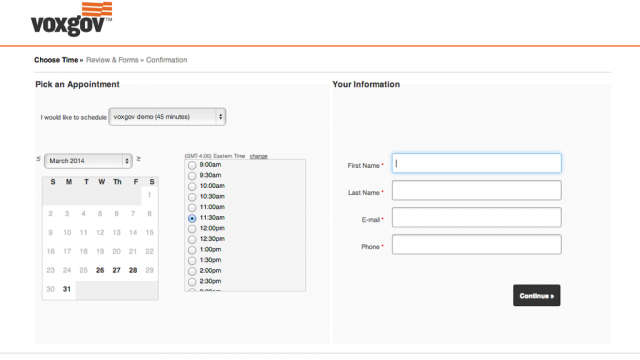 voxgov™
Choose Time » Review & Forms » Confirmation
Pick an Appointment
I would like to schedule voxgov demo (45 minutes)
≤ March 2014 ≥
S M T W Th F S
1
2 3 4 5 6 7 8
9 10 11 12 13 14 15
16 17 18 19 20 21 22
23 24 25 26 27 28 29
30 31
(GMT-4:00) Eastern Time change
9:00am
9:30am
10:00am
10:30am
11:00am
11:30am
12:00pm
12:30pm
1:00pm
1:30pm
2:00pm
2:30pm
Your Information
First Name *
Last Name *
E-mail *
Phone *
Continue »